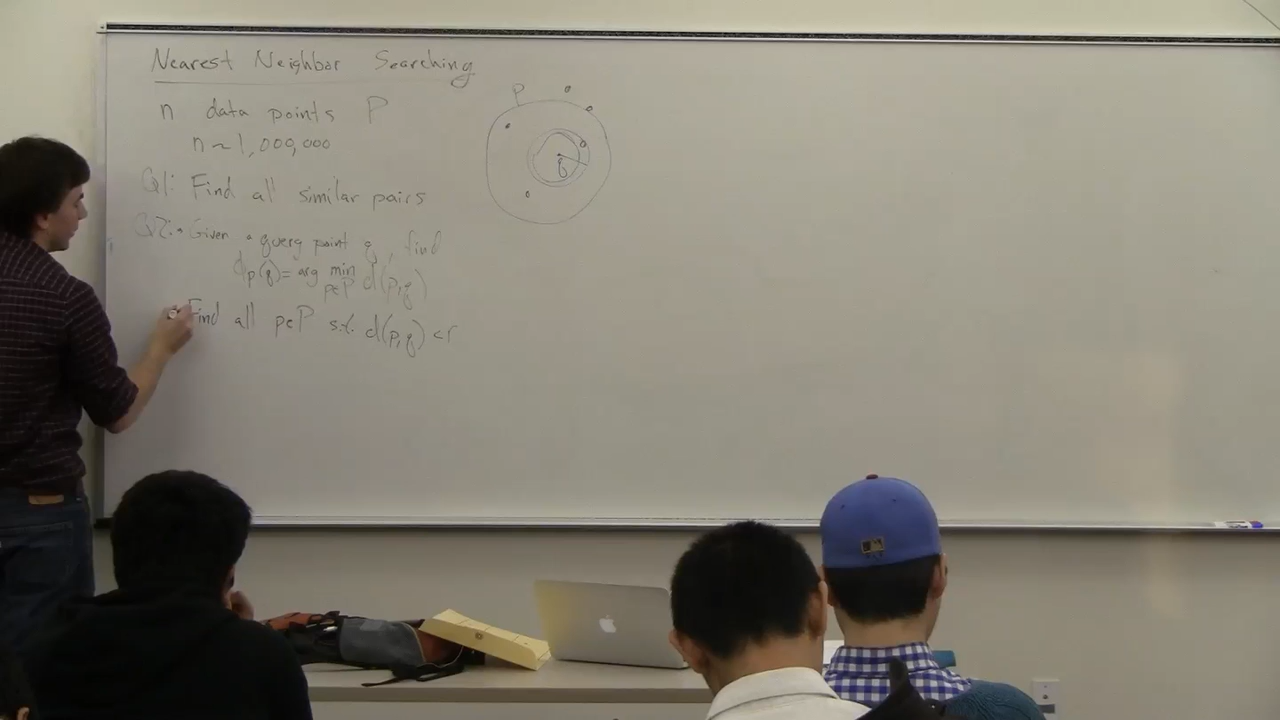 Nearest Neighbor Searching
n data points P
n ~ 1,000,000
Q1: Find all similar pairs
Q2: • Given a query point q, find
d_p(q) = arg min_{p∈P} d(p,q)
• Find all p∈P s.t. d(p,q) < r
P
q